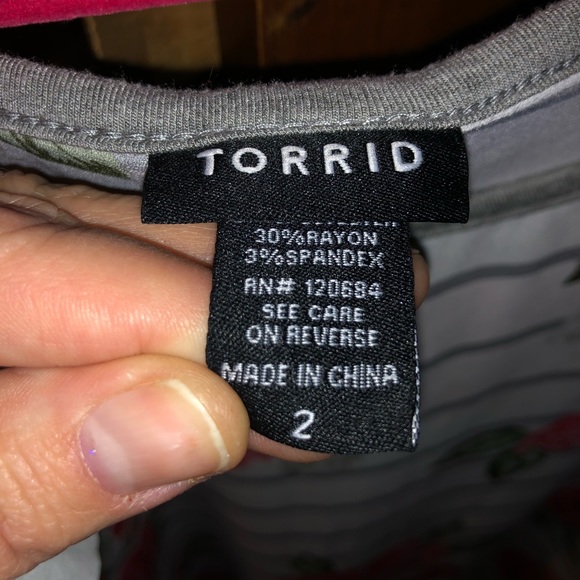 TORRID
30%RAYON
3%SPANDEX
RN# 120684
SEE CARE
ON REVERSE
MADE IN CHINA
2